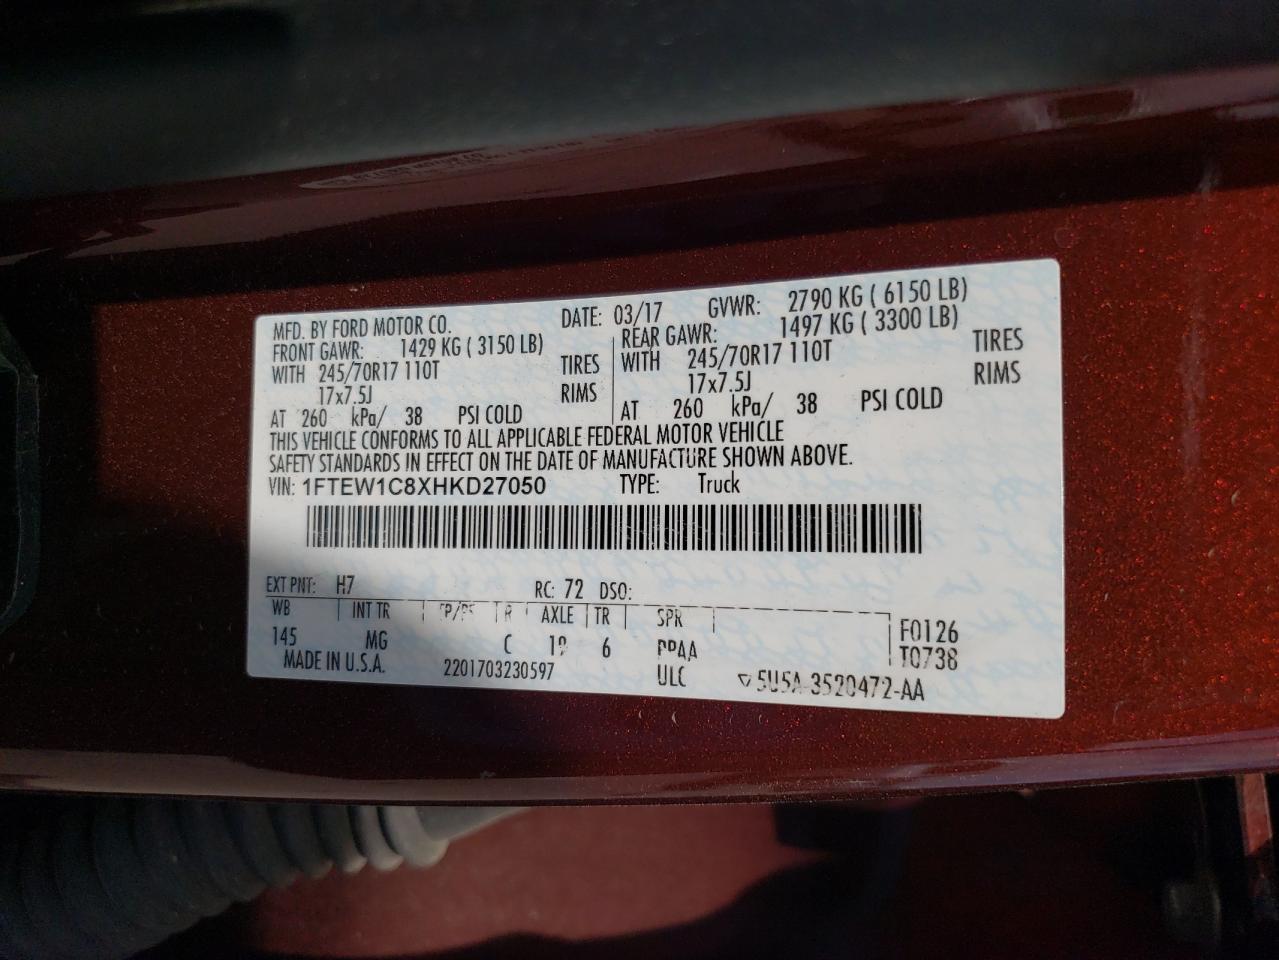 MFD. BY FORD MOTOR CO. DATE: 03/17 GVWR: 2790 KG ( 6150 LB)
FRONT GAWR: 1429 KG ( 3150 LB) REAR GAWR: 1497 KG ( 3300 LB)
WITH 245/70R17 110T TIRES WITH 245/70R17 110T TIRES
17x7.5J RIMS 17x7.5J RIMS
AT 260 kPa/ 38 PSI COLD AT 260 kPa/ 38 PSI COLD
THIS VEHICLE CONFORMS TO ALL APPLICABLE FEDERAL MOTOR VEHICLE
SAFETY STANDARDS IN EFFECT ON THE DATE OF MANUFACTURE SHOWN ABOVE.
VIN: 1FTEW1C8XHKD27050 TYPE: Truck
EXT PNT: H7 RC: 72 DSO:
WB INT TR R AXLE TR SPR
145 MG C 6 F0126
T0738
MADE IN U.S.A. 2201703230597 ULC 5U5A-3520472-AA